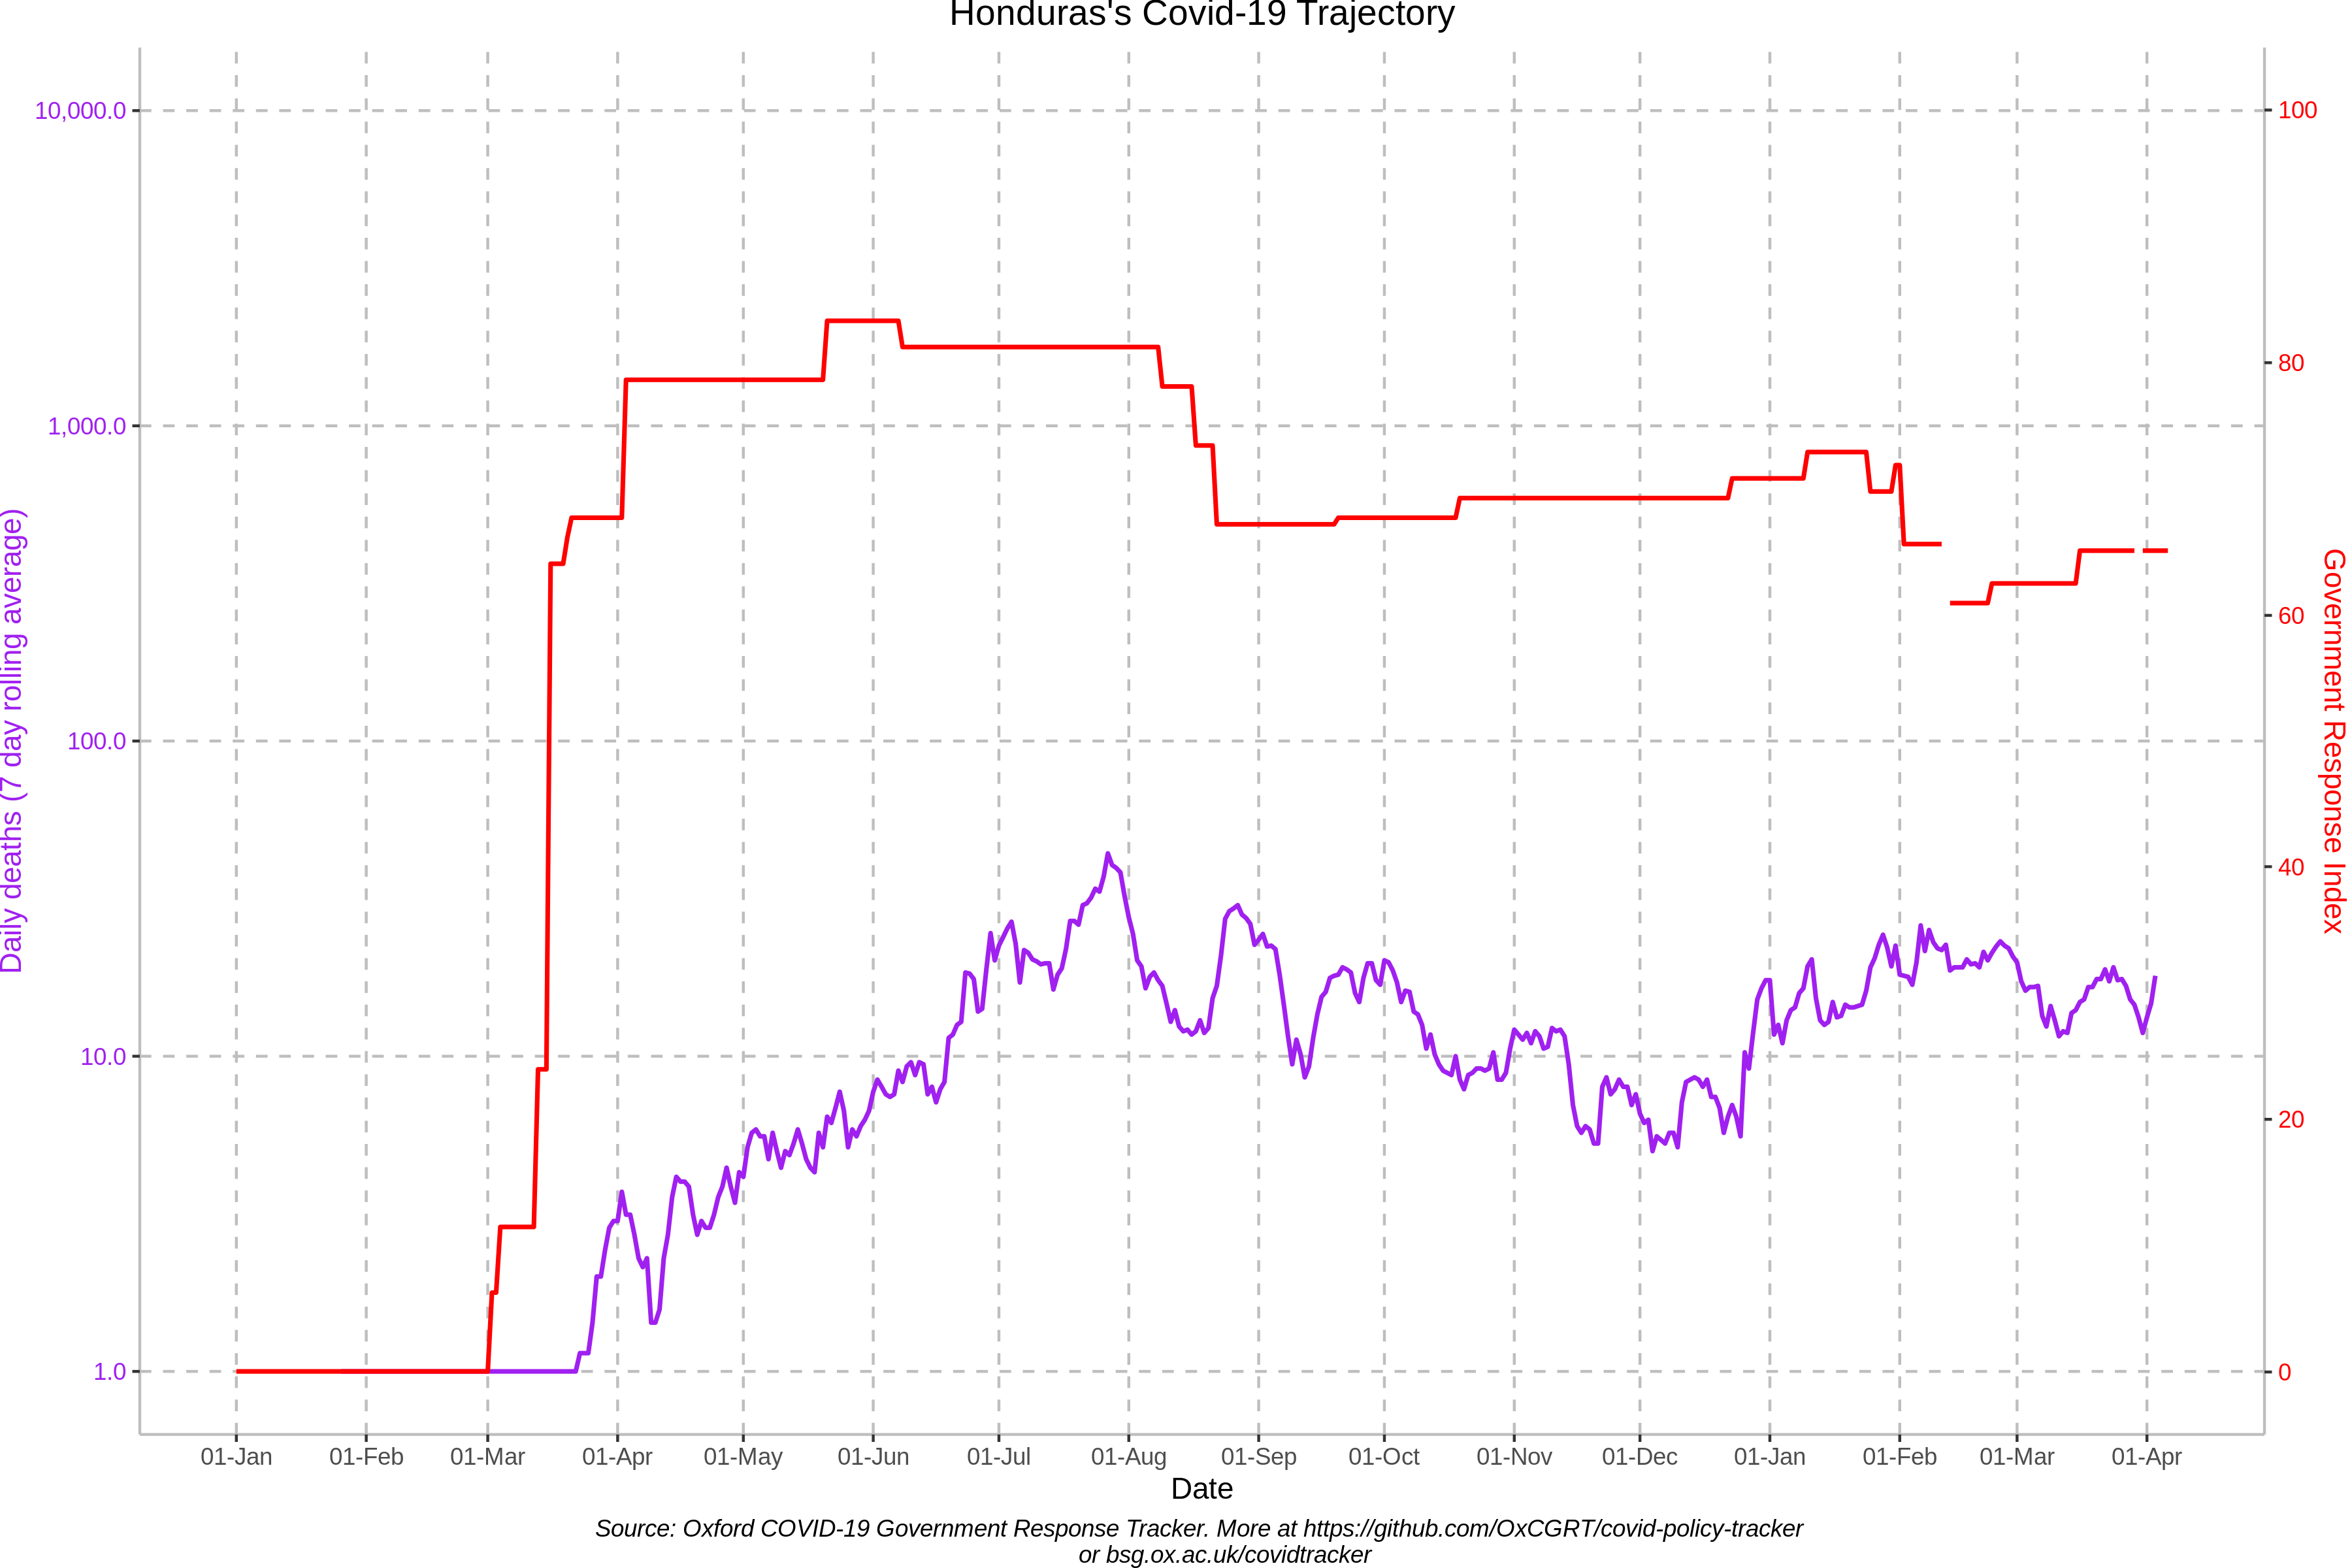 Honduras's Covid-19 Trajectory
10,000.0
1,000.0
100.0
10.0
1.0
Daily deaths (7 day rolling average)
100
80
60
40
20
0
Government Response Index
01-Jan 01-Feb 01-Mar 01-Apr 01-May 01-Jun 01-Jul 01-Aug 01-Sep 01-Oct 01-Nov 01-Dec 01-Jan 01-Feb 01-Mar 01-Apr
Date
Source: Oxford COVID-19 Government Response Tracker. More at https://github.com/OxCGRT/covid-policy-tracker
or bsg.ox.ac.uk/covidtracker